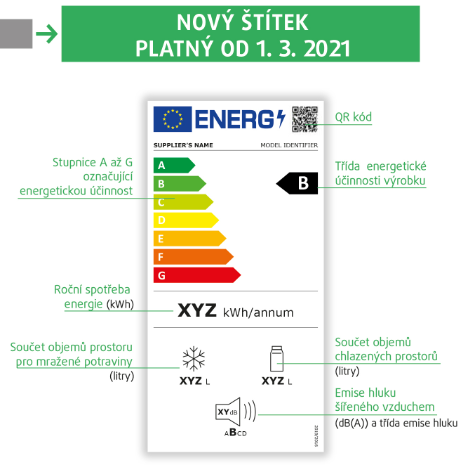 NOVÝ ŠTÍTEK
PLATNÝ OD 1. 3. 2021
ENERG
QR kód
SUPPLIER'S NAME MODEL IDENTIFIER
Stupnice A až G
označující
energetickou účinnost
A
B
C
D
E
F
G
B
Třída energetické
účinnosti výrobku
Roční spotřeba
energie (kWh)
XYZ kWh/annum
Součet objemů prostoru
pro mražené potraviny
(litry)
XYZ L
XYZ L
Součet objemů
chlazených prostorů
(litry)
XY dB
ABCD
Emise hluku
šířeného vzduchem
(dB(A)) a třída emise hluku